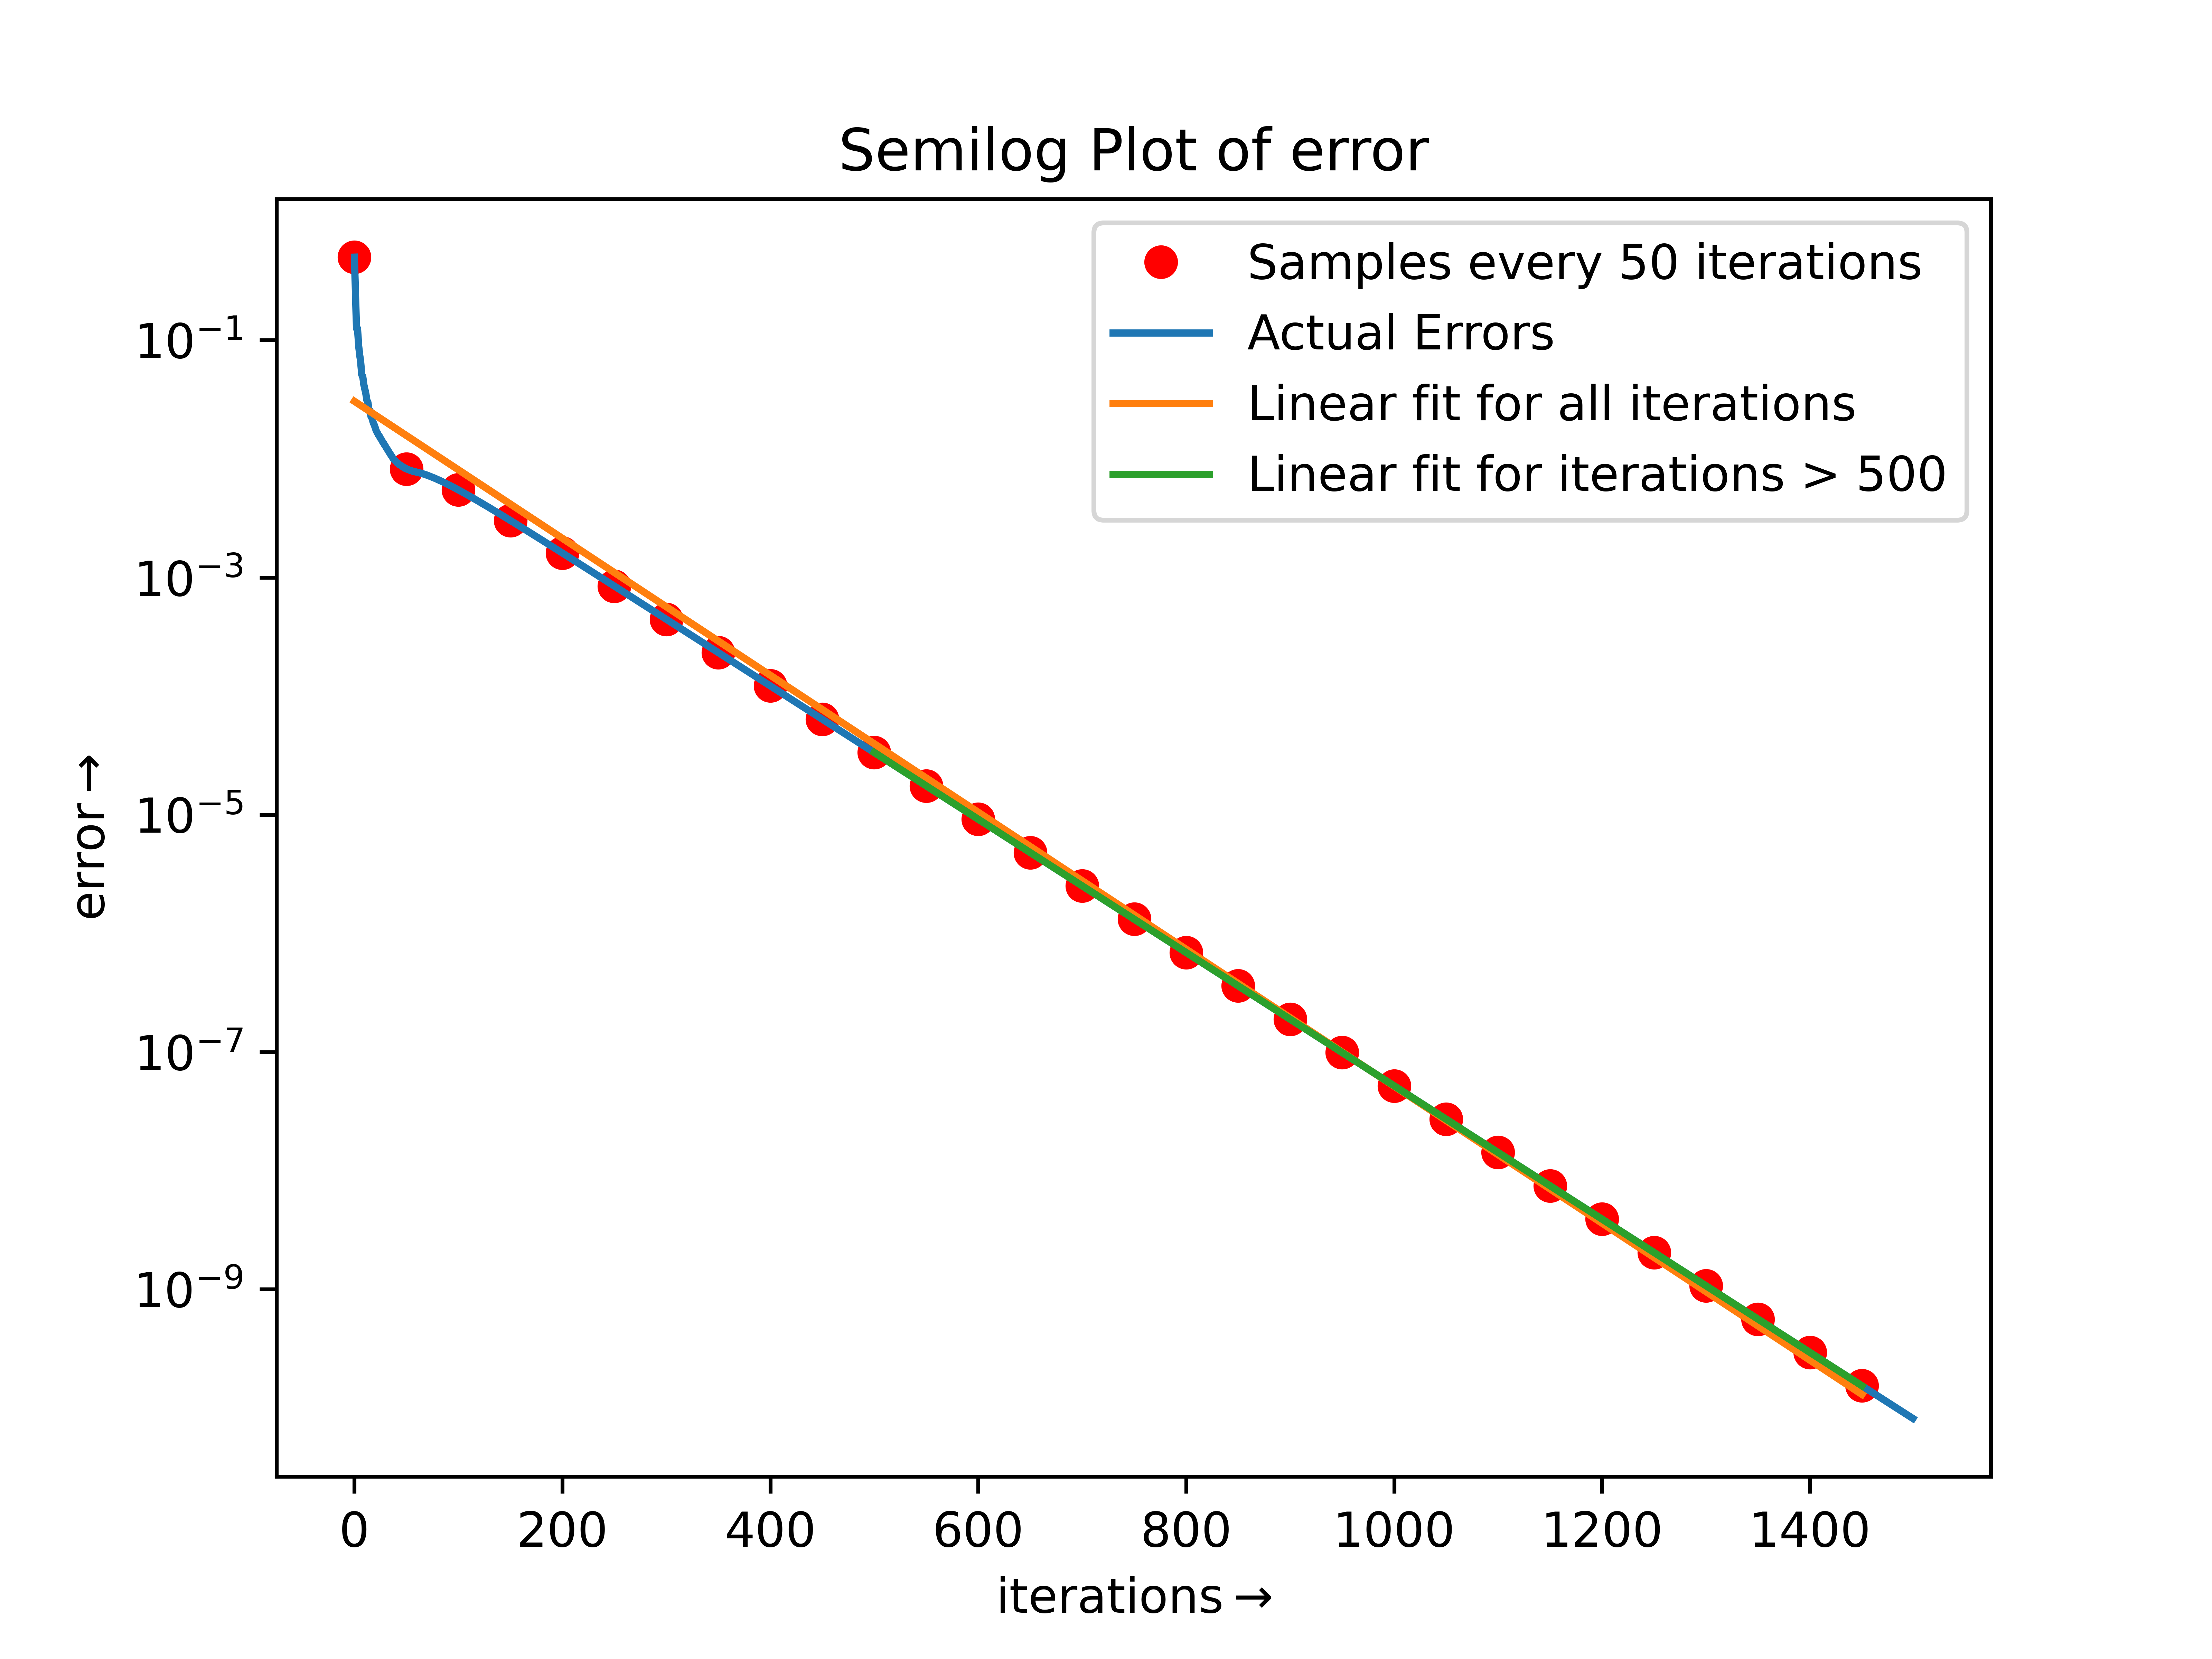 Semilog Plot of error
Samples every 50 iterations
Actual Errors
Linear fit for all iterations
Linear fit for iterations > 500
10⁻¹
10⁻³
10⁻⁵
10⁻⁷
10⁻⁹
error→
0 200 400 600 800 1000 1200 1400
iterations→